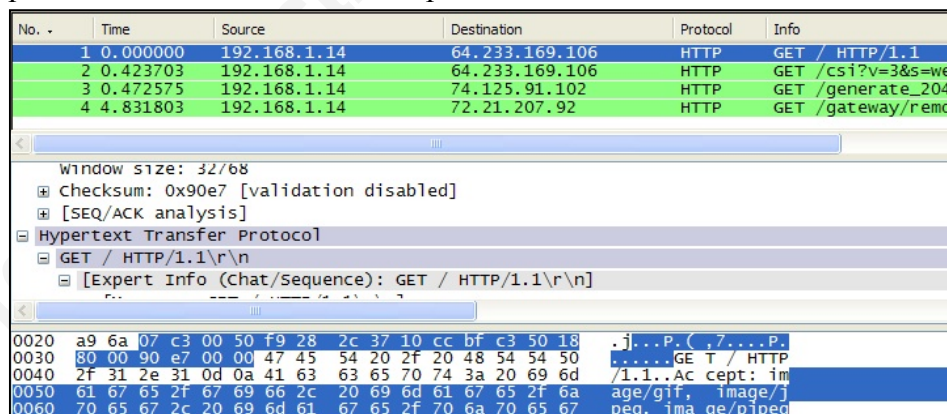 No. Time Source Destination Protocol Info
1 0.000000 192.168.1.14 64.233.169.106 HTTP GET / HTTP/1.1
2 0.423703 192.168.1.14 64.233.169.106 HTTP GET /csi?v=3&s=we
3 0.472575 192.168.1.14 74.125.91.102 HTTP GET /generate_204
4 4.831803 192.168.1.14 72.21.207.92 HTTP GET /gateway/remo
Window size: 32768
Checksum: 0x90e7 [validation disabled]
[SEQ/ACK analysis]
Hypertext Transfer Protocol
GET / HTTP/1.1\r\n
[Expert Info (Chat/Sequence): GET / HTTP/1.1\r\n]
0020 a9 6a 07 c3 00 50 f9 28 2c 37 10 cc bf c3 50 18 .j...P.( ,7....P.
0030 80 00 90 e7 00 00 47 45 54 20 2f 20 48 54 54 50 ......GE T / HTTP
0040 2f 31 2e 31 0d 0a 41 63 63 65 70 74 3a 20 69 6d /1.1..Ac cept: im
0050 61 67 65 2f 67 69 66 2c 20 69 6d 61 67 65 2f 6a age/gif, image/j
0060 70 65 67 2c 20 69 6d 61 67 65 2f 70 6a 70 65 67 peg, ima ge/pjpeg